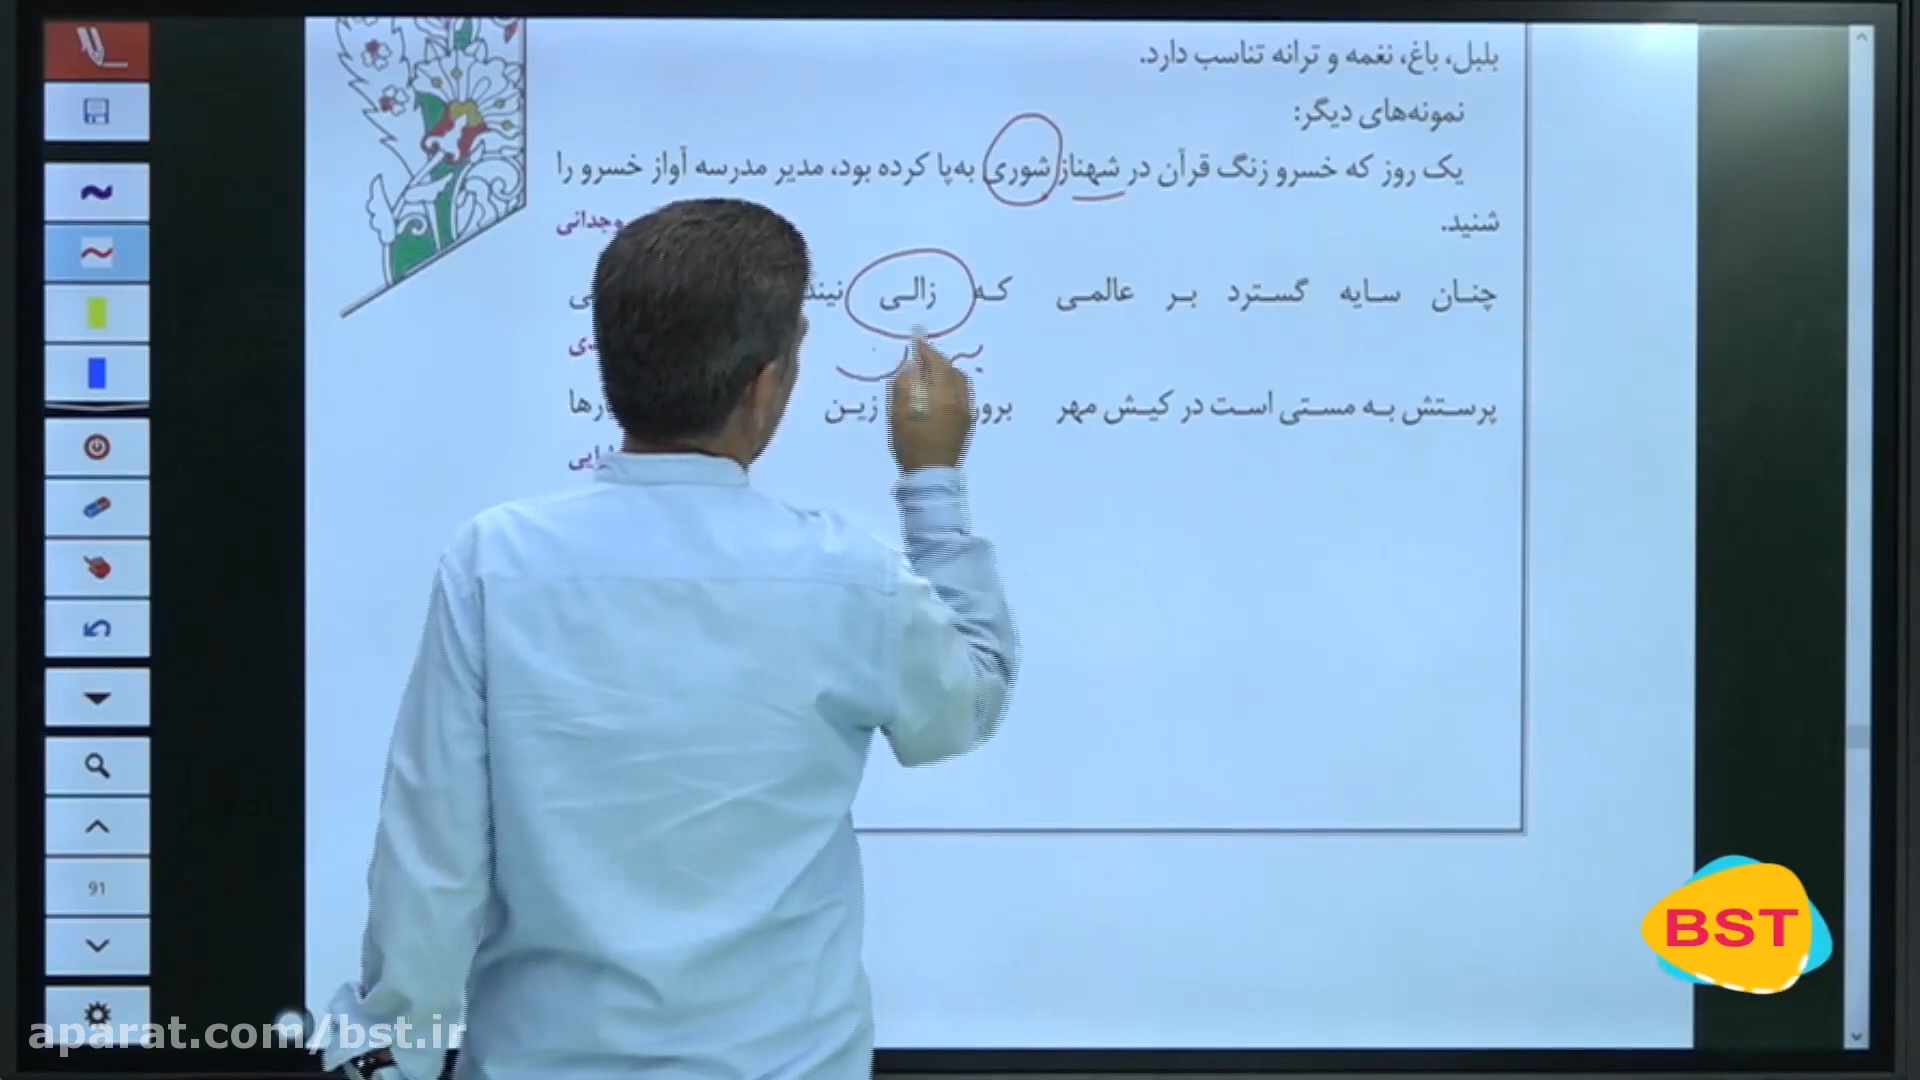 بلبل، باغ، نغمه و ترانه تناسب دارد.
نمونه‌های دیگر:
یک روز که خسرو زنگ قرآن در شهناز شوری به‌پا کرده بود، مدیر مدرسه آواز خسرو را
شنید.
وجدانی
چنان سایه گسترد بر عالمی که زالی
پرستش به مستی است در کیش مهر زین
91
BST
aparat.com/bst.ir